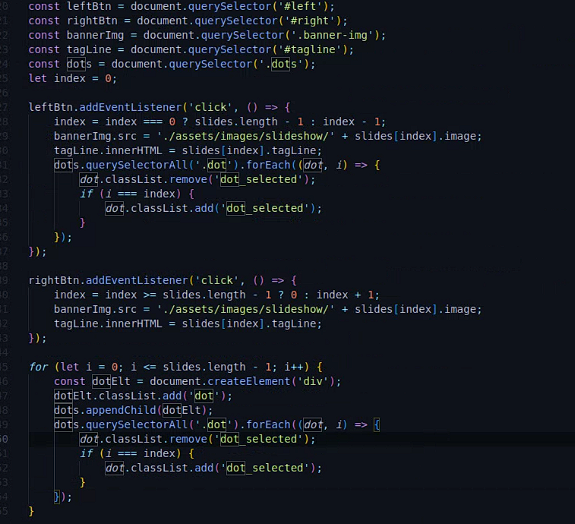 const leftBtn = document.querySelector('#left');
const rightBtn = document.querySelector('#right');
const bannerImg = document.querySelector('.banner-img');
const tagLine = document.querySelector('#tagline');
const dots = document.querySelector('.dots');
let index = 0;

leftBtn.addEventListener('click', () => {
    index = index === 0 ? slides.length - 1 : index - 1;
    bannerImg.src = './assets/images/slideshow/' + slides[index].image;
    tagLine.innerHTML = slides[index].tagLine;
    dots.querySelectorAll('.dot').forEach((dot, i) => {
        dot.classList.remove('dot_selected');
        if (i === index) {
            dot.classList.add('dot_selected');
        }
    });
});

rightBtn.addEventListener('click', () => {
    index = index >= slides.length - 1 ? 0 : index + 1;
    bannerImg.src = './assets/images/slideshow/' + slides[index].image;
    tagLine.innerHTML = slides[index].tagLine;
});

for (let i = 0; i <= slides.length - 1; i++) {
    const dotElt = document.createElement('div');
    dotElt.classList.add('dot');
    dots.appendChild(dotElt);
    dots.querySelectorAll('.dot').forEach((dot, i) => {
        dot.classList.remove('dot_selected');
        if (i === index) {
            dot.classList.add('dot_selected');
        }
    });
}